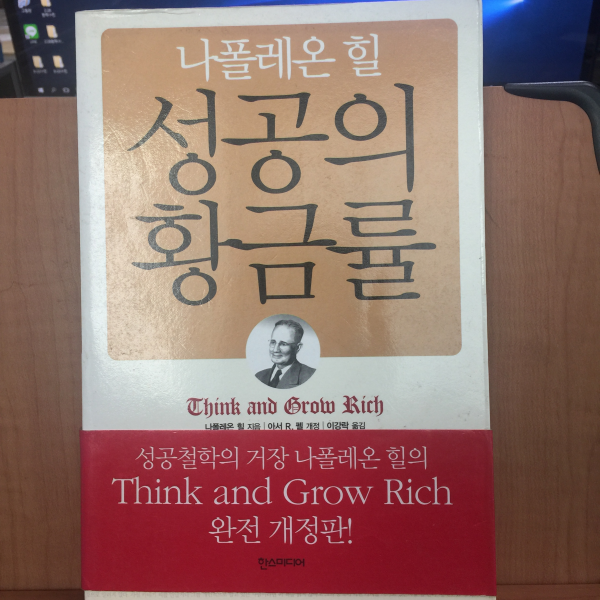 나폴레온 힐
성공의
황금률
Think and Grow Rich
나폴레온 힐 지음 | 아서 R. 펠 개정 | 이강락 옮김
성공철학의 거장 나폴레온 힐의
Think and Grow Rich
완전 개정판!
한스미디어